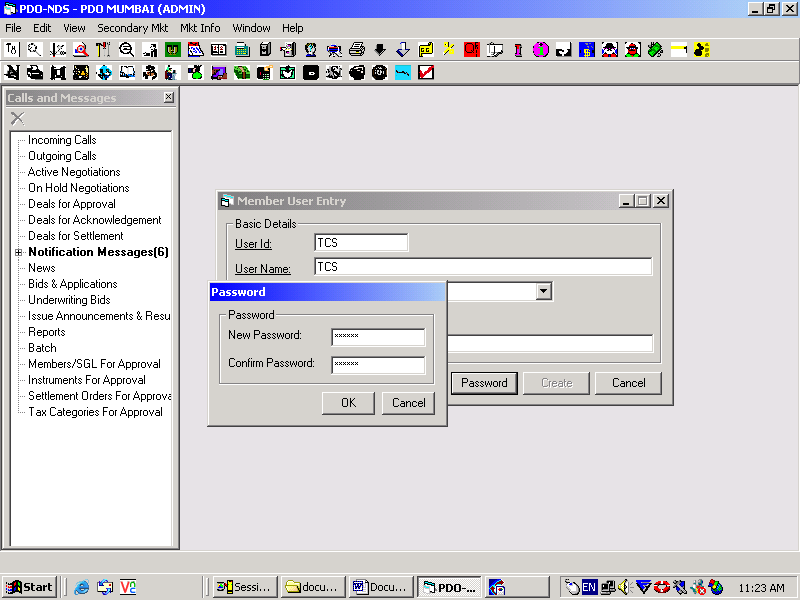 PDO-NDS - PDO MUMBAI (ADMIN)
File Edit View Secondary Mkt Mkt Info Window Help
Calls and Messages
Incoming Calls
Outgoing Calls
Active Negotiations
On Hold Negotiations
Deals for Approval
Deals for Acknowledgement
Deals for Settlement
Notification Messages(6)
News
Bids & Applications
Underwriting Bids
Issue Announcements & Resu
Reports
Batch
Members/SGL For Approval
Instruments For Approval
Settlement Orders For Approva
Tax Categories For Approval
Member User Entry
Basic Details
User Id: TCS
User Name: TCS
Password Create Cancel
Password
Password
New Password: ××××××
Confirm Password: ××××××
OK Cancel
Start Sessi... docu... Docu... PDO-... EN 11:23 AM